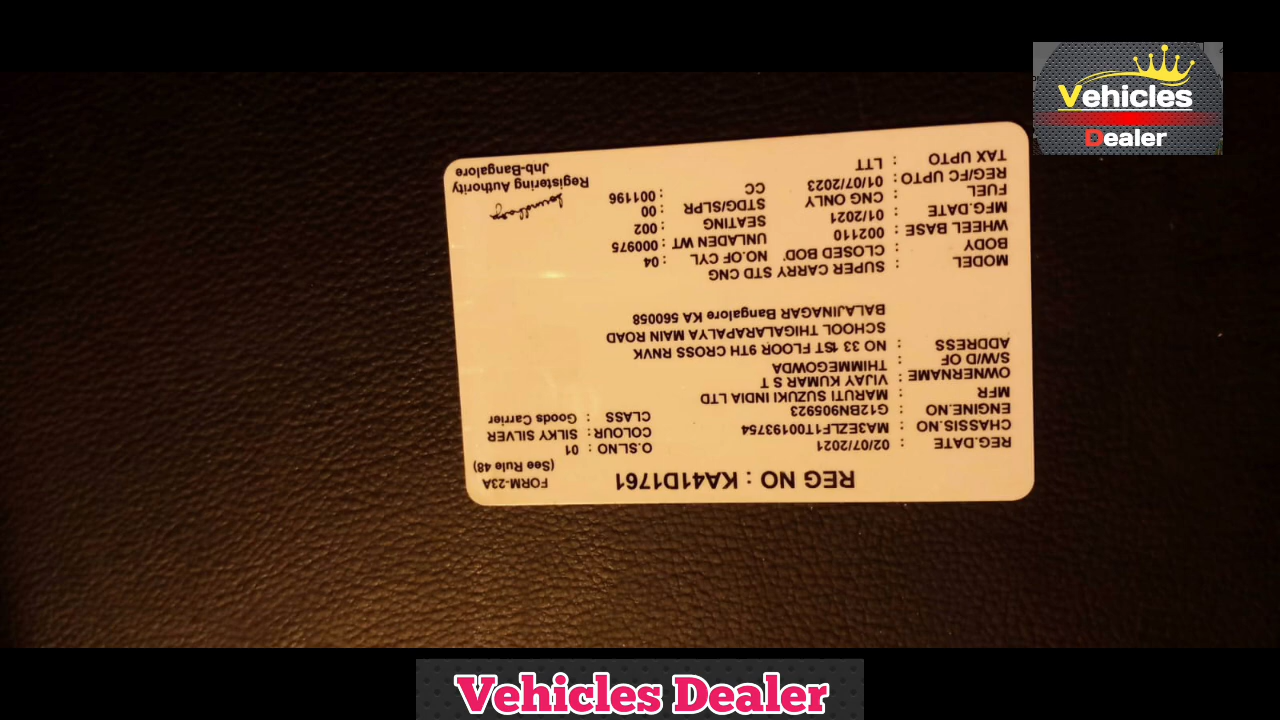 Vehicles
Dealer
REG NO : KA41D1761
FORM-23A
(See Rule 48)
REG.DATE : 02/07/2021 O.SLNO : 01
CHASSIS.NO : MA3EZLF1T00193754 COLOUR : SILKY SILVER
ENGINE.NO : G12BN905923 CLASS : Goods Carrier
MFR : MARUTI SUZUKI INDIA LTD
OWNERNAME : VIJAY KUMAR S T
S/W/D OF : THIMMEGOWDA
ADDRESS : NO 33 1ST FLOOR 9TH CROSS RNVK
SCHOOL THIGALARAPALYA MAIN ROAD
BALAJINAGAR Bangalore KA 560058
MODEL : SUPER CARRY STD CNG
BODY : CLOSED BOD' NO.OF CYL : 04
WHEEL BASE : 002110 UNLADEN WT : 000975
MFG.DATE : 01/2021 SEATING : 002
FUEL : CNG ONLY STDG/SLPR : 00
REG/FC UPTO : 01/07/2023 CC : 001196
TAX UPTO : LTT
Registering Authority
Jnb-Bangalore
Vehicles Dealer